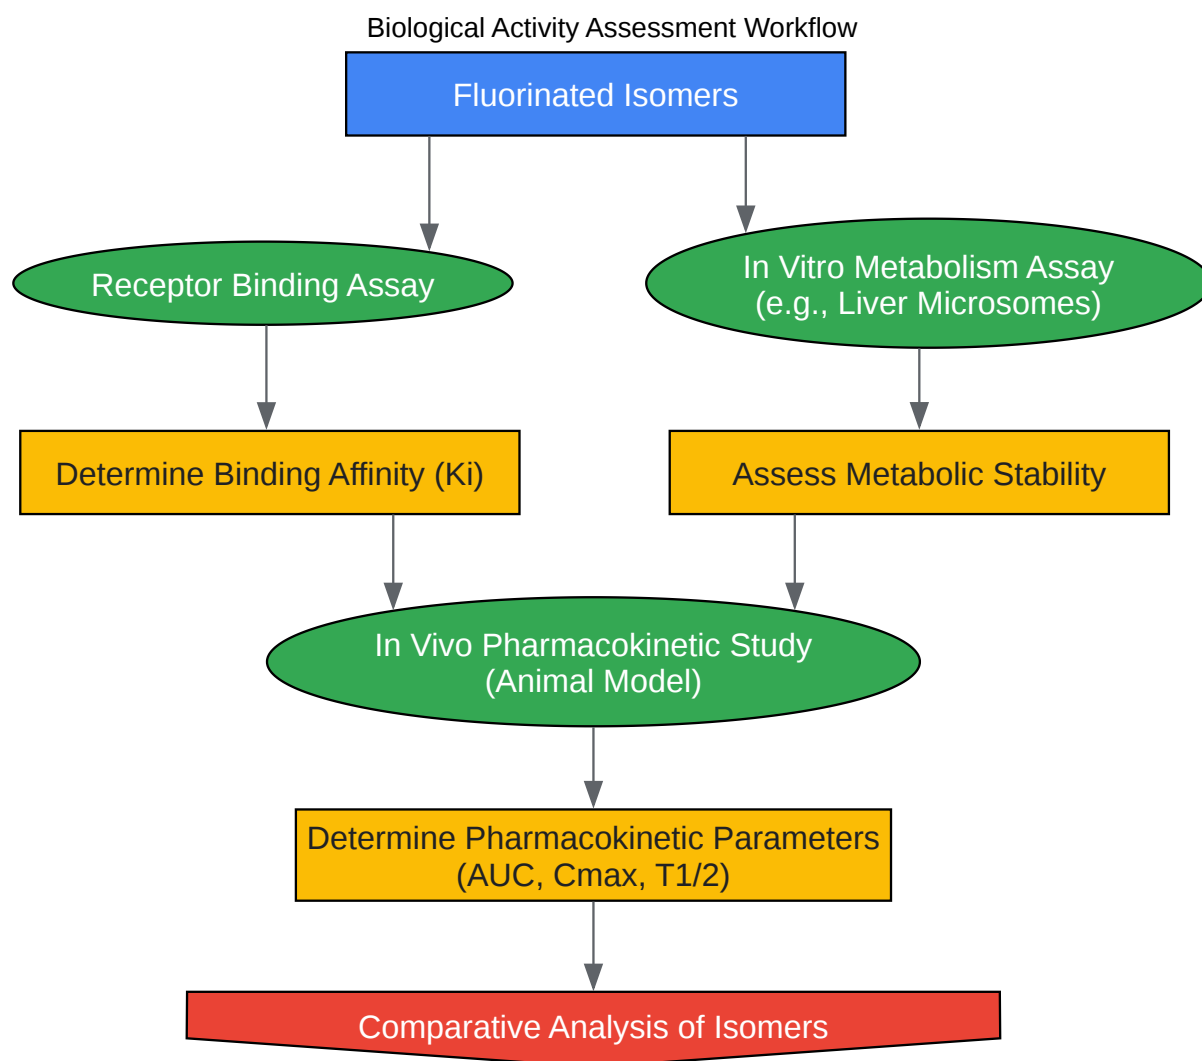 Biological Activity Assessment Workflow
Fluorinated Isomers
Receptor Binding Assay
In Vitro Metabolism Assay
(e.g., Liver Microsomes)
Determine Binding Affinity (Ki)
Assess Metabolic Stability
In Vivo Pharmacokinetic Study
(Animal Model)
Determine Pharmacokinetic Parameters
(AUC, Cmax, T1/2)
Comparative Analysis of Isomers